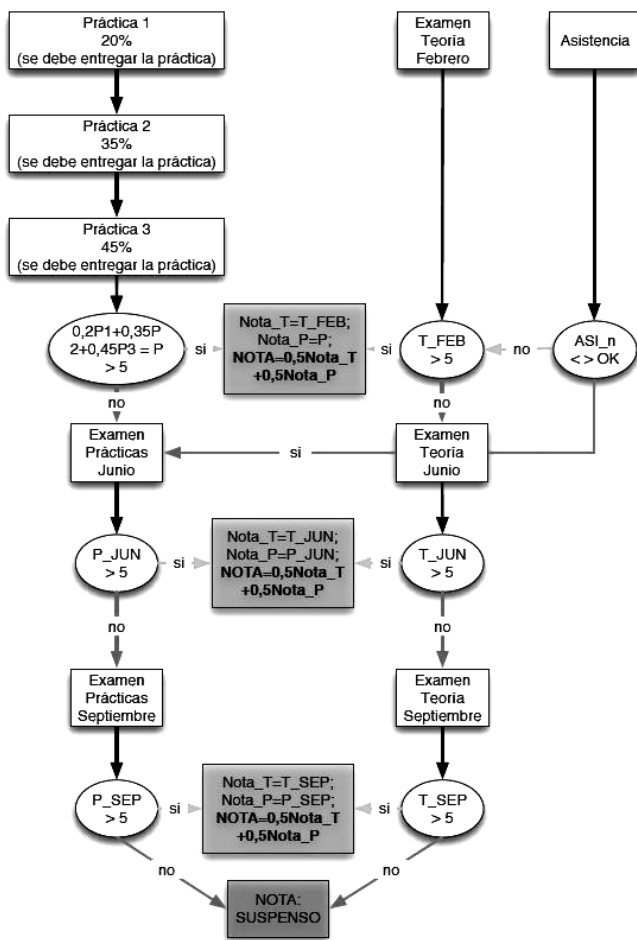 Práctica 1
20%
(se debe entregar la práctica)
Examen
Teoría
Febrero
Asistencia
Práctica 2
35%
(se debe entregar la práctica)
Práctica 3
45%
(se debe entregar la práctica)
0,2P1+0,35P
2+0,45P3 = P
> 5
si
Nota_T=T_FEB;
Nota_P=P;
NOTA=0,5Nota_T
+0,5Nota_P
si
T_FEB
> 5
no
ASI_n
< > OK
no
no
Examen
Prácticas
Junio
si
Examen
Teoría
Junio
P_JUN
> 5
si
Nota_T=T_JUN;
Nota_P=P_JUN;
NOTA=0,5Nota_T
+0,5Nota_P
si
T_JUN
> 5
no
no
Examen
Prácticas
Septiembre
Examen
Teoría
Septiembre
P_SEP
> 5
si
Nota_T=T_SEP;
Nota_P=P_SEP;
NOTA=0,5Nota_T
+0,5Nota_P
si
T_SEP
> 5
no
no
NOTA:
SUSPENSO